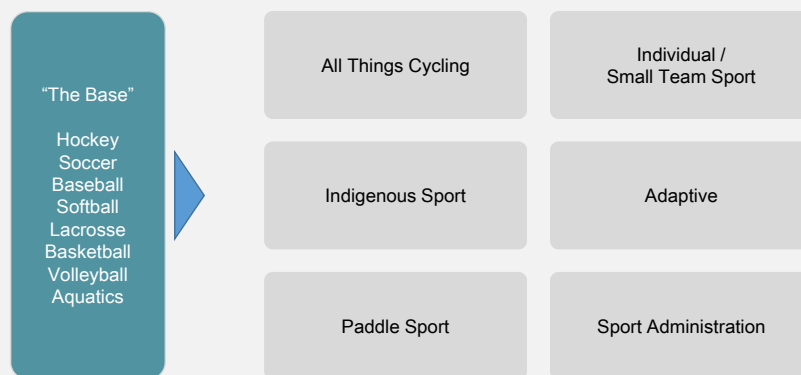 “The Base”
Hockey
Soccer
Baseball
Softball
Lacrosse
Basketball
Volleyball
Aquatics
All Things Cycling
Individual /
Small Team Sport
Indigenous Sport
Adaptive
Paddle Sport
Sport Administration